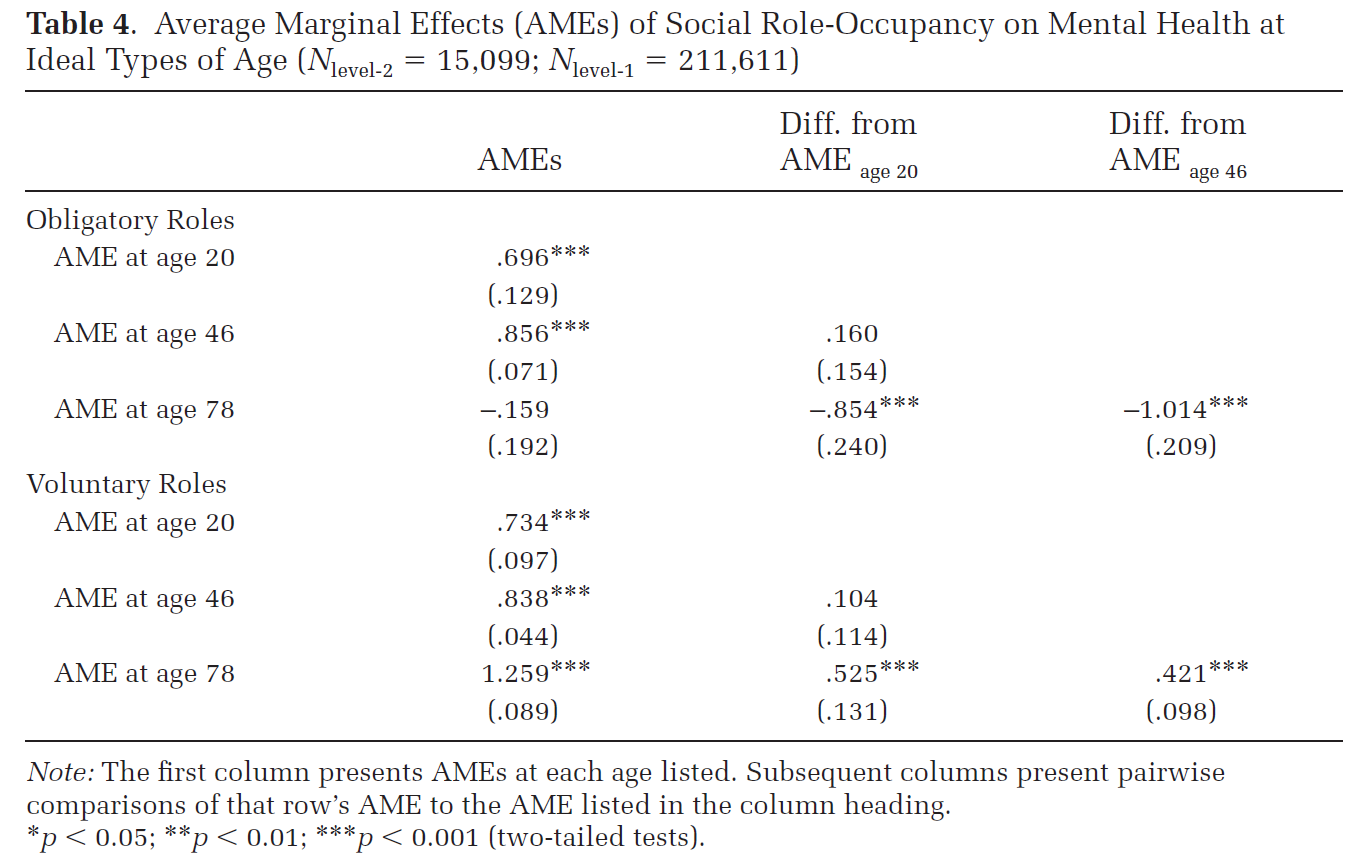 Table 4. Average Marginal Effects (AMEs) of Social Role-Occupancy on Mental Health at
Ideal Types of Age (Nlevel-2 = 15,099; Nlevel-1 = 211,611)
AMEs Diff. from AME age 20 Diff. from AME age 46
Obligatory Roles
AME at age 20 .696***
(.129)
AME at age 46 .856*** .160
(.071) (.154)
AME at age 78 –.159 –.854*** –1.014***
(.192) (.240) (.209)
Voluntary Roles
AME at age 20 .734***
(.097)
AME at age 46 .838*** .104
(.044) (.114)
AME at age 78 1.259*** .525*** .421***
(.089) (.131) (.098)
Note: The first column presents AMEs at each age listed. Subsequent columns present pairwise
comparisons of that row’s AME to the AME listed in the column heading.
*p < 0.05; **p < 0.01; ***p < 0.001 (two-tailed tests).